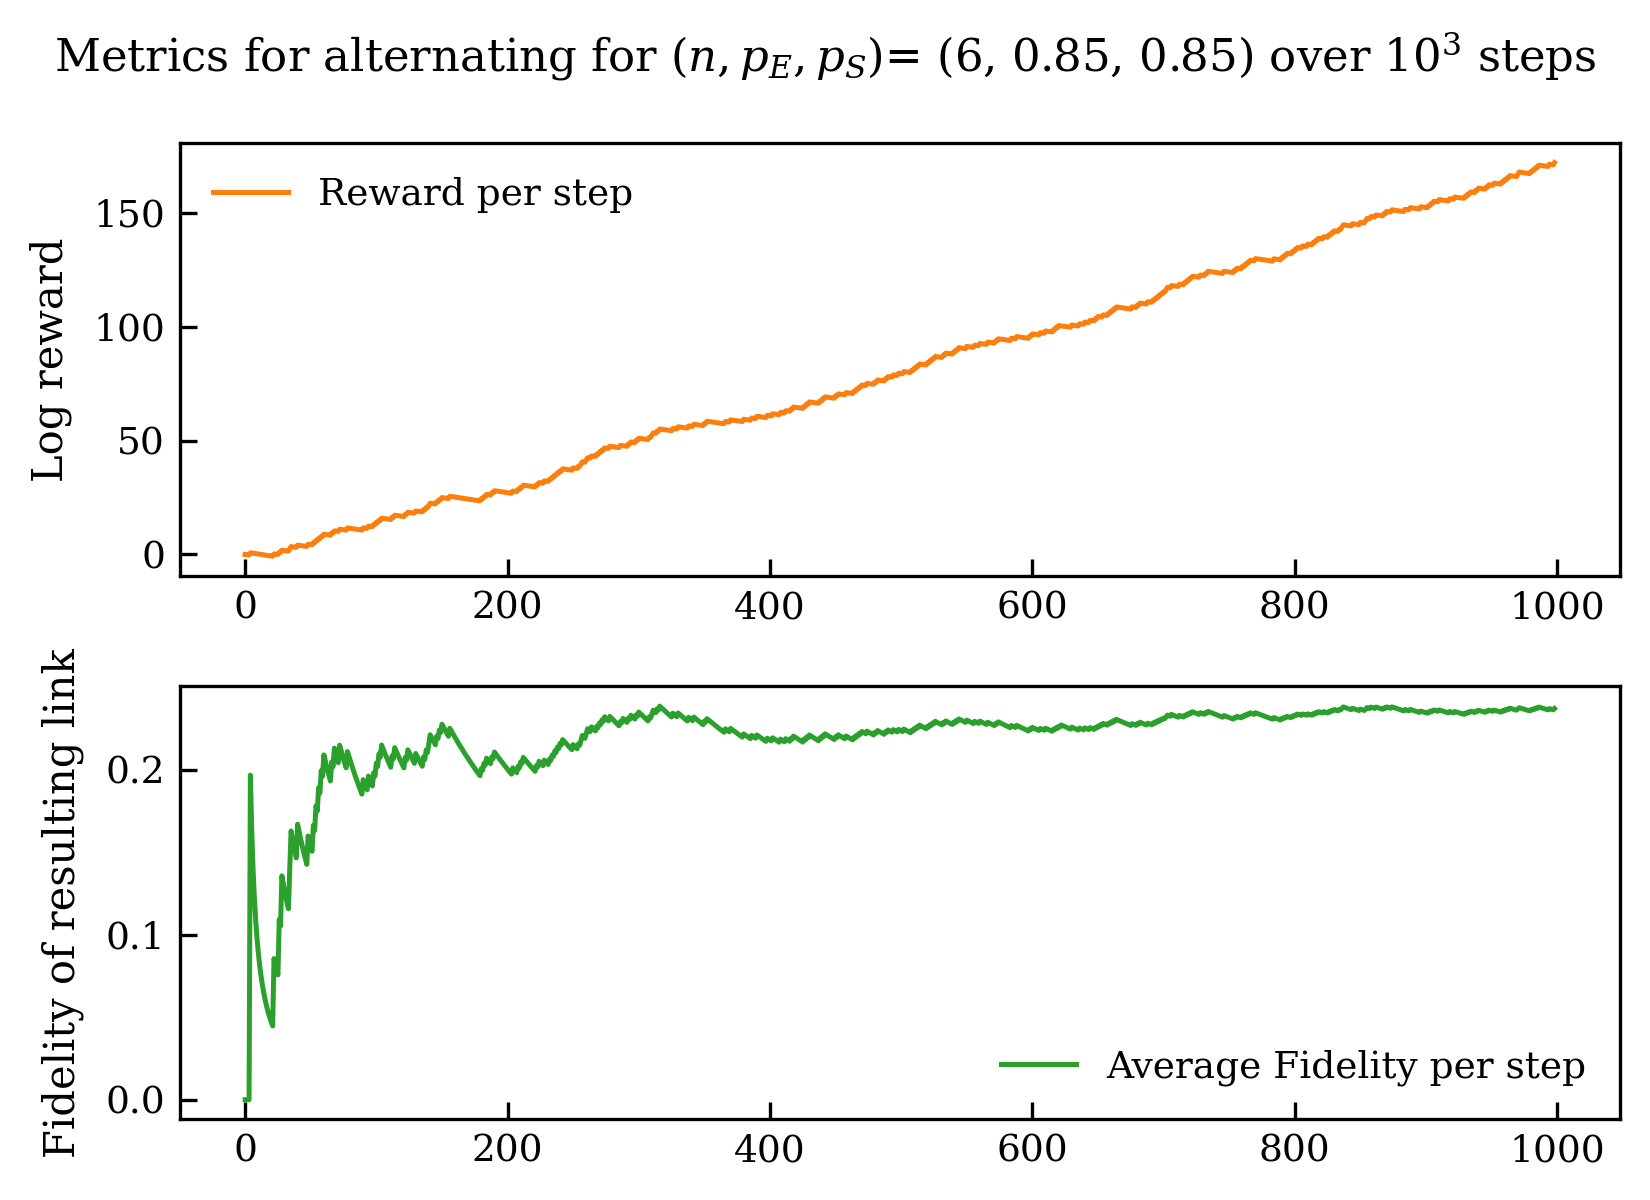 Metrics for alternating for (n, p_E, p_S)= (6, 0.85, 0.85) over 10³ steps
Log reward
150
100
50
0
Reward per step
0 200 400 600 800 1000
Fidelity of resulting link
0.2
0.1
0.0
Average Fidelity per step
0 200 400 600 800 1000